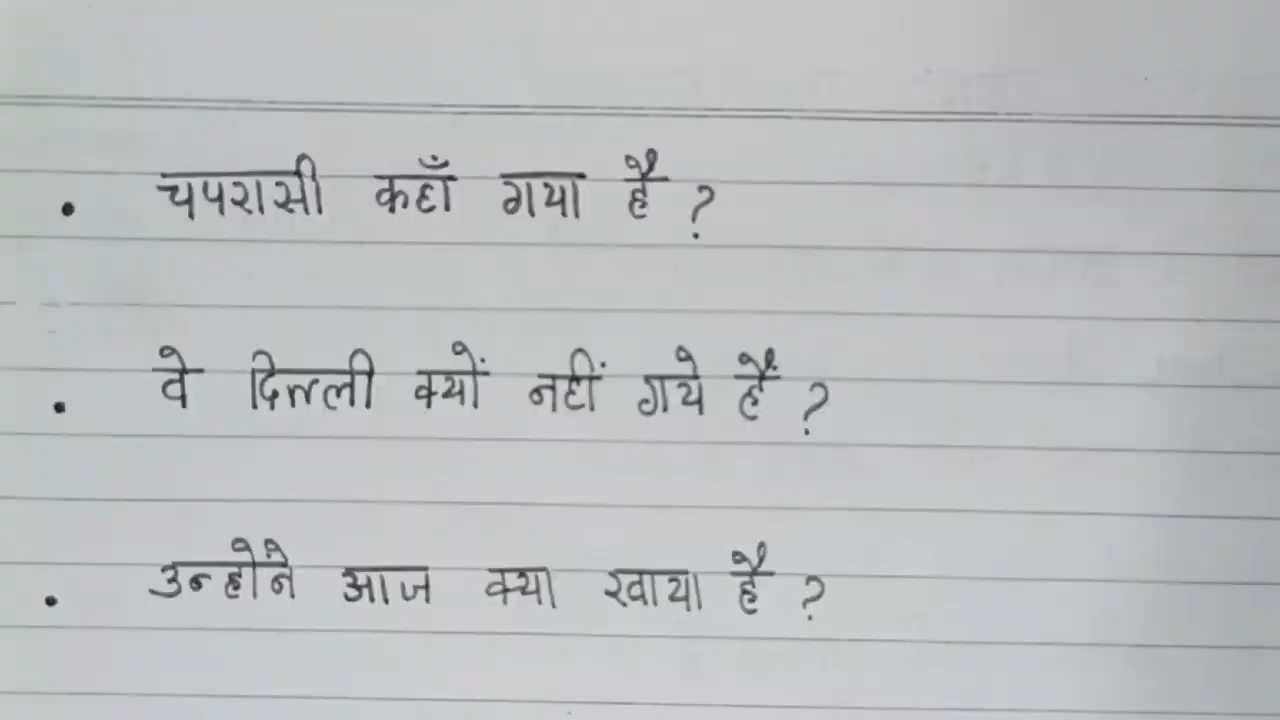 • चपरासी कहाँ गया है ?
• वे दिल्ली क्यों नहीं गये हैं ?
• उन्होने आज क्या खाया है ?